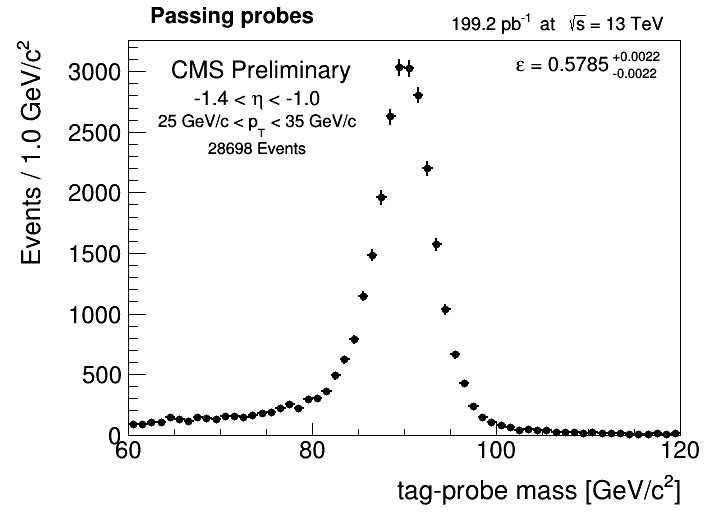 Passing probes
199.2 pb⁻¹ at √s = 13 TeV
CMS Preliminary
ε = 0.5785 +0.0022 -0.0022
-1.4 < η < -1.0
25 GeV/c < p_T < 35 GeV/c
28698 Events
Events / 1.0 GeV/c²
3000
2500
2000
1500
1000
500
0
60 80 100 120
tag-probe mass [GeV/c²]